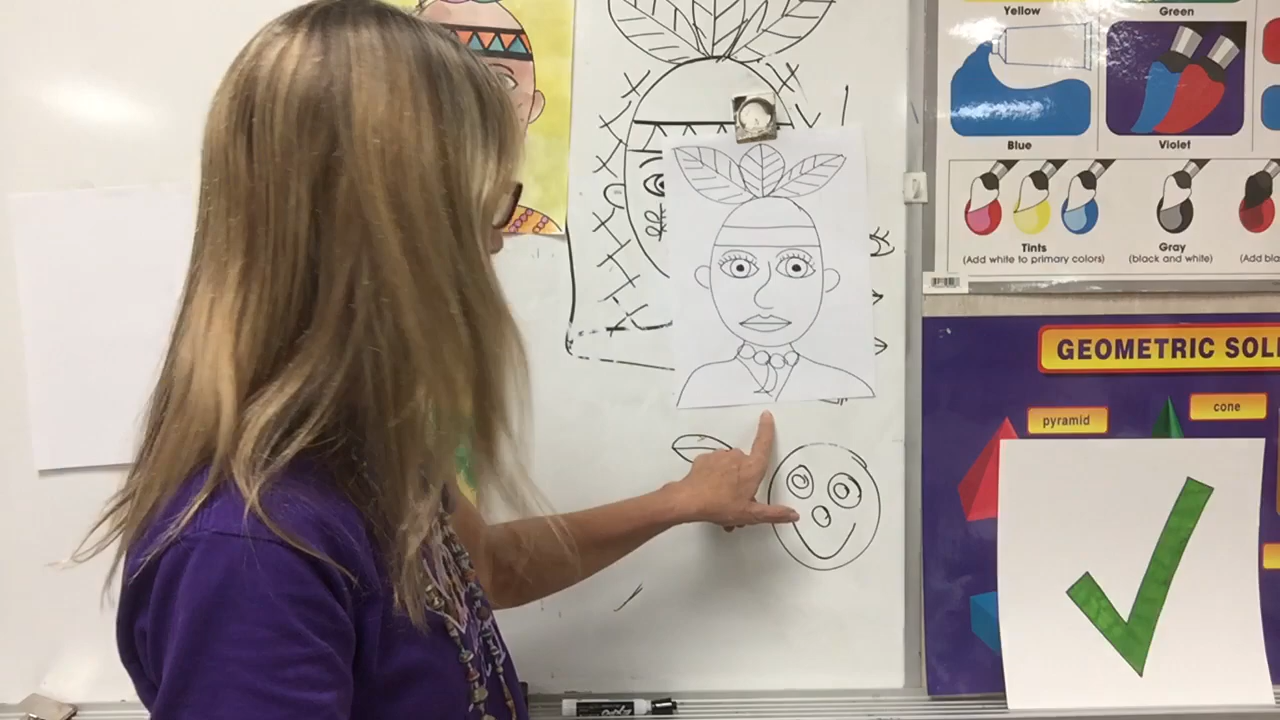 Yellow
Green
Blue
Violet
Tints
(Add white to primary colors)
Gray
(black and white)
(Add bla
GEOMETRIC SOLI
pyramid
cone